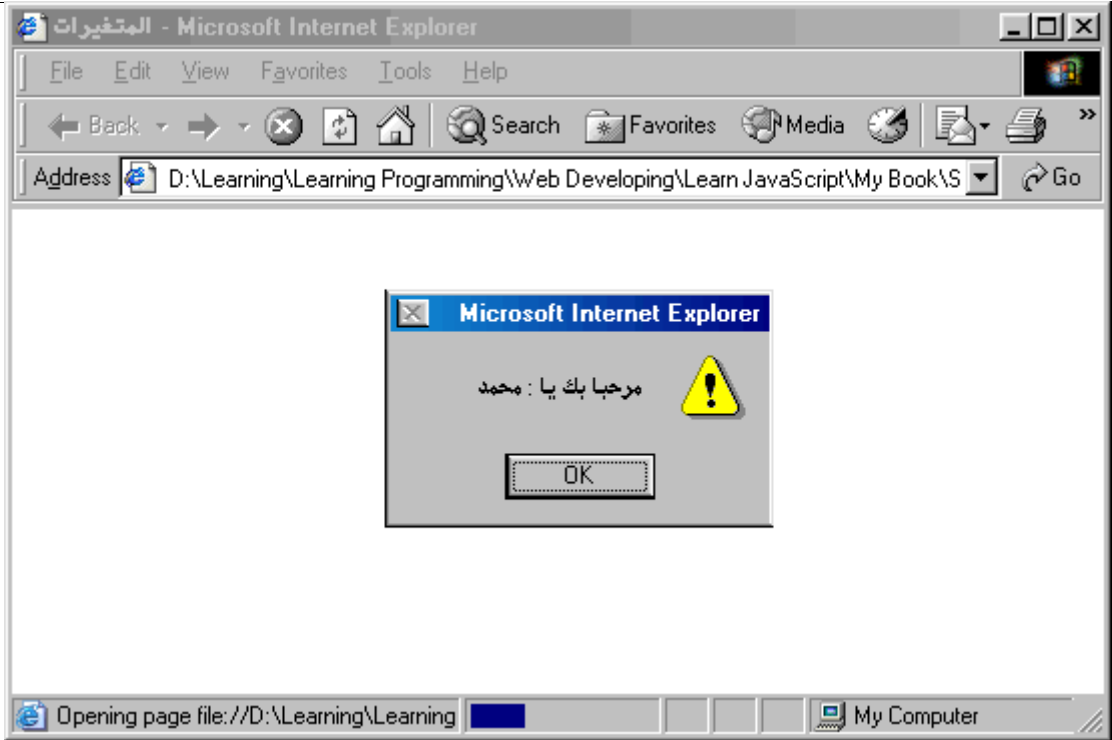 المتغيرات - Microsoft Internet Explorer
File Edit View Favorites Tools Help
Back Search Favorites Media »
Address D:\Learning\Learning Programming\Web Developing\Learn JavaScript\My Book\S Go
Microsoft Internet Explorer
مرحبا بك يا : محمد
OK
Opening page file://D:\Learning\Learning My Computer